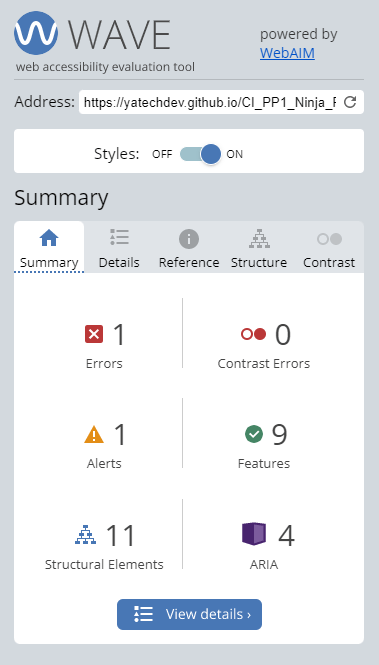 WAVE
web accessibility evaluation tool
powered by
WebAIM
Address: https://yatechdev.github.io/CI_PP1_Ninja_
Styles: OFF ON
Summary
Summary Details Reference Structure Contrast
1 0
Errors Contrast Errors
1 9
Alerts Features
11 4
Structural Elements ARIA
View details ›